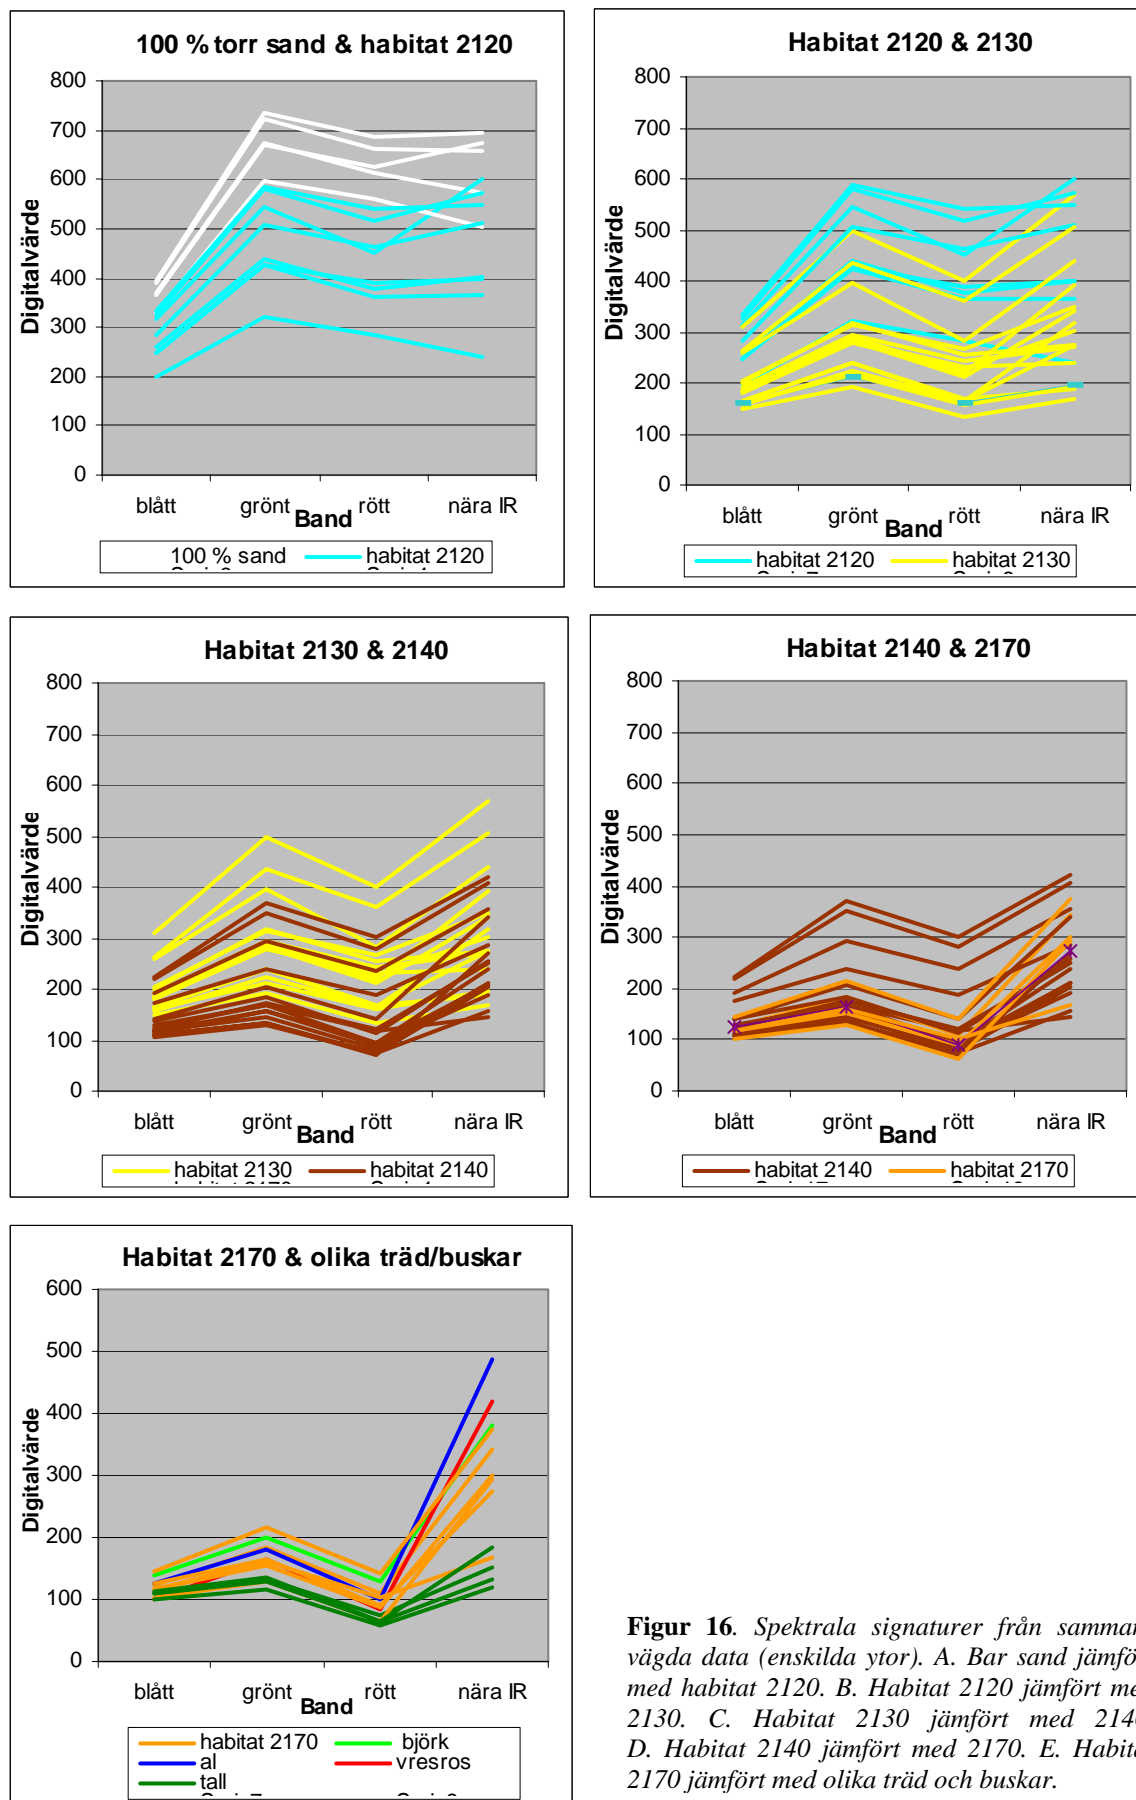 100 % torr sand & habitat 2120
800
700
600
500
400
300
200
100
0
Digitalvärde
blått grönt rött nära IR
Band
100 % sand habitat 2120
Habitat 2120 & 2130
800
700
600
500
400
300
200
100
0
Digitalvärde
blått grönt rött nära IR
Band
habitat 2120 habitat 2130
Habitat 2130 & 2140
800
700
600
500
400
300
200
100
0
Digitalvärde
blått grönt rött nära IR
Band
habitat 2130 habitat 2140
Habitat 2140 & 2170
800
700
600
500
400
300
200
100
0
Digitalvärde
blått grönt rött nära IR
Band
habitat 2140 habitat 2170
Habitat 2170 & olika träd/buskar
600
500
400
300
200
100
0
Digitalvärde
blått grönt rött nära IR
Band
habitat 2170 björk
al vresros
tall
Figur 16. Spektrala signaturer från samman
vägda data (enskilda ytor). A. Bar sand jämfö
med habitat 2120. B. Habitat 2120 jämfört me
2130. C. Habitat 2130 jämfört med 214
D. Habitat 2140 jämfört med 2170. E. Habita
2170 jämfört med olika träd och buskar.